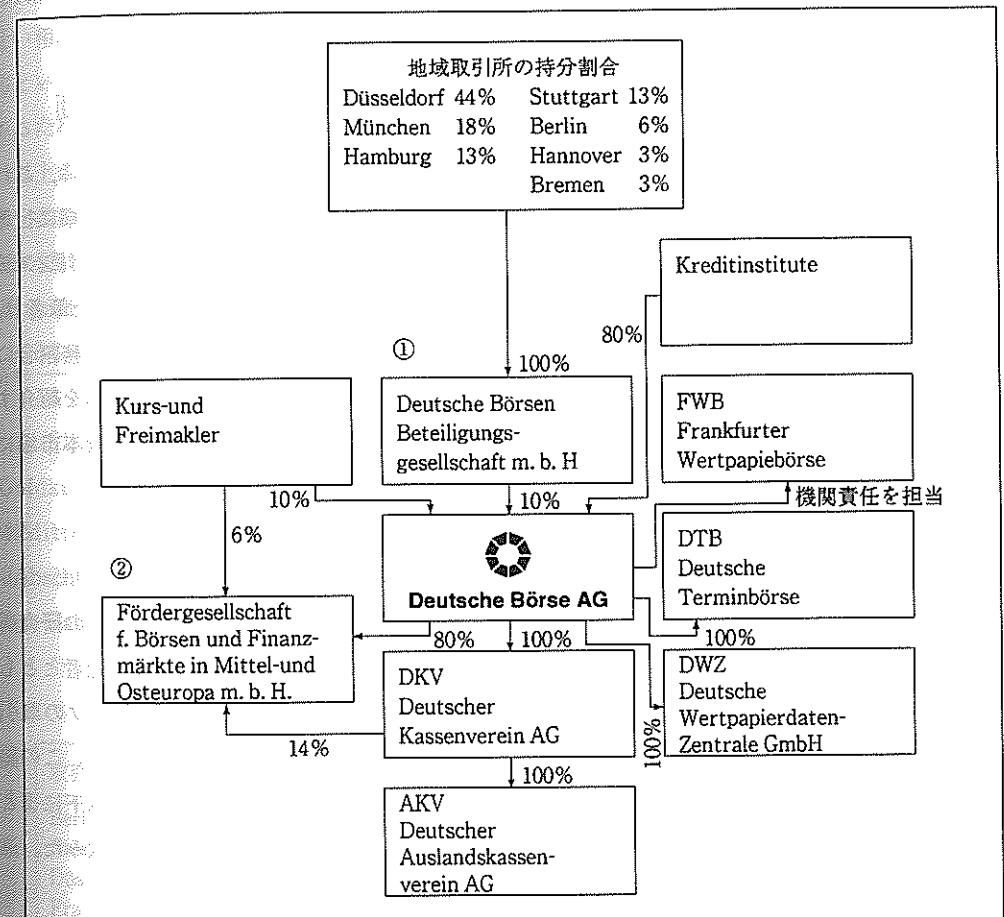 地域取引所の持分割合
Düsseldorf 44% Stuttgart 13%
München 18% Berlin 6%
Hamburg 13% Hannover 3%
Bremen 3%
Kreditinstitute
80%
①
100%
Kurs-und
Freimakler
Deutsche Börsen
Beteiligungs-
gesellschaft m. b. H
FWB
Frankfurter
Wertpapiebörse
10%
10%
機関責任を担当
6%
Deutsche Börse AG
DTB
Deutsche
Terminbörse
②
Fördergesellschaft
f. Börsen und Finanz-
märkte in Mittel-und
Osteuropa m. b. H.
80%
100%
100%
DKV
Deutscher
Kassenverein AG
DWZ
Deutsche
Wertpapierdaten-
Zentrale GmbH
14%
100%
100%
AKV
Deutscher
Auslandskassen-
verein AG